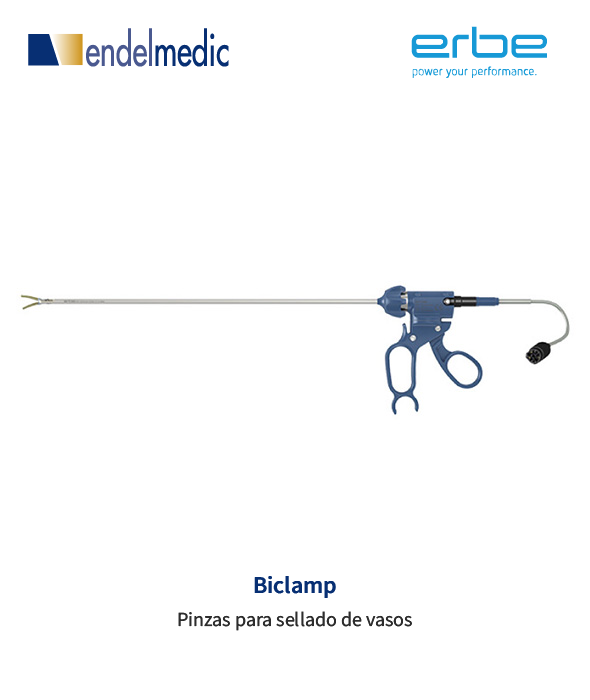 endelmedic
erbe
power your performance.
Biclamp
Pinzas para sellado de vasos